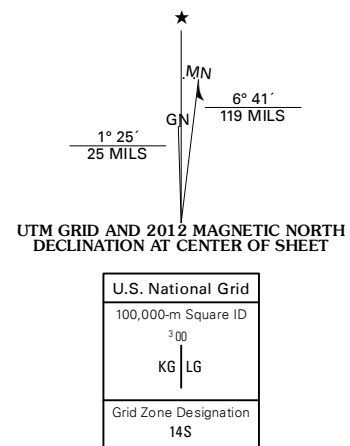 ★
MN
GN
6° 41´
119 MILS
1° 25´
25 MILS
UTM GRID AND 2012 MAGNETIC NORTH
DECLINATION AT CENTER OF SHEET
U.S. National Grid
100,000-m Square ID
³00
KG LG
Grid Zone Designation
14S